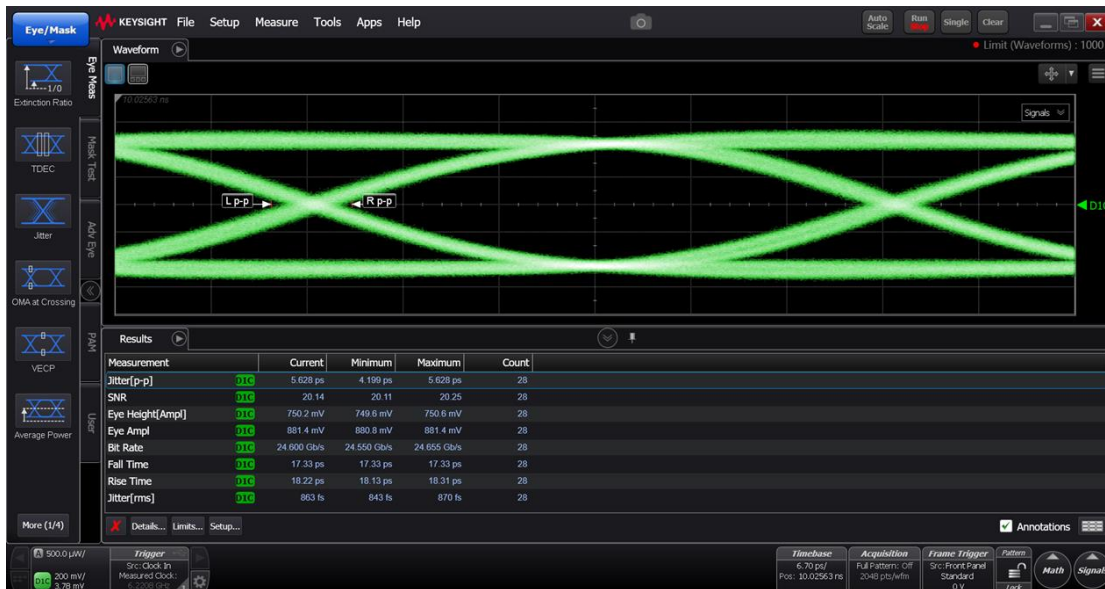 Eye/Mask
KEYSIGHT File Setup Measure Tools Apps Help
Auto Scale
Run Stop
Single
Clear
Limit (Waveforms) : 1000
Waveform
Eye Meas
Mask Test
Adv Eye
PAM
User
1/0
Extinction Ratio
TDEC
Jitter
OMA at Crossing
VECP
Average Power
More (1/4)
10.02563 ns
Signals
L p-p
R p-p
D1C
Results
Measurement Current Minimum Maximum Count
Jitter[p-p] D1C 5.628 ps 4.199 ps 5.628 ps 28
SNR D1C 20.14 20.11 20.25 28
Eye Height[Ampl] D1C 750.2 mV 749.6 mV 750.6 mV 28
Eye Ampl D1C 881.4 mV 880.8 mV 881.4 mV 28
Bit Rate D1C 24.600 Gb/s 24.550 Gb/s 24.655 Gb/s 28
Fall Time D1C 17.33 ps 17.33 ps 17.33 ps 28
Rise Time D1C 18.22 ps 18.13 ps 18.31 ps 28
Jitter[rms] D1C 863 fs 843 fs 870 fs 28
Details... Limits... Setup...
Annotations
A 500.0 µW/
D1C 200 mV/
3.78 mV
Trigger
Src: Clock In
Measured Clock:
6.2208 GHz
Timebase
6.70 ps/
Pos: 10.02563 ns
Acquisition
Full Pattern: Off
2048 pts/wfm
Frame Trigger
Src: Front Panel
Standard
0 V
Pattern
Lock
Math
Signals